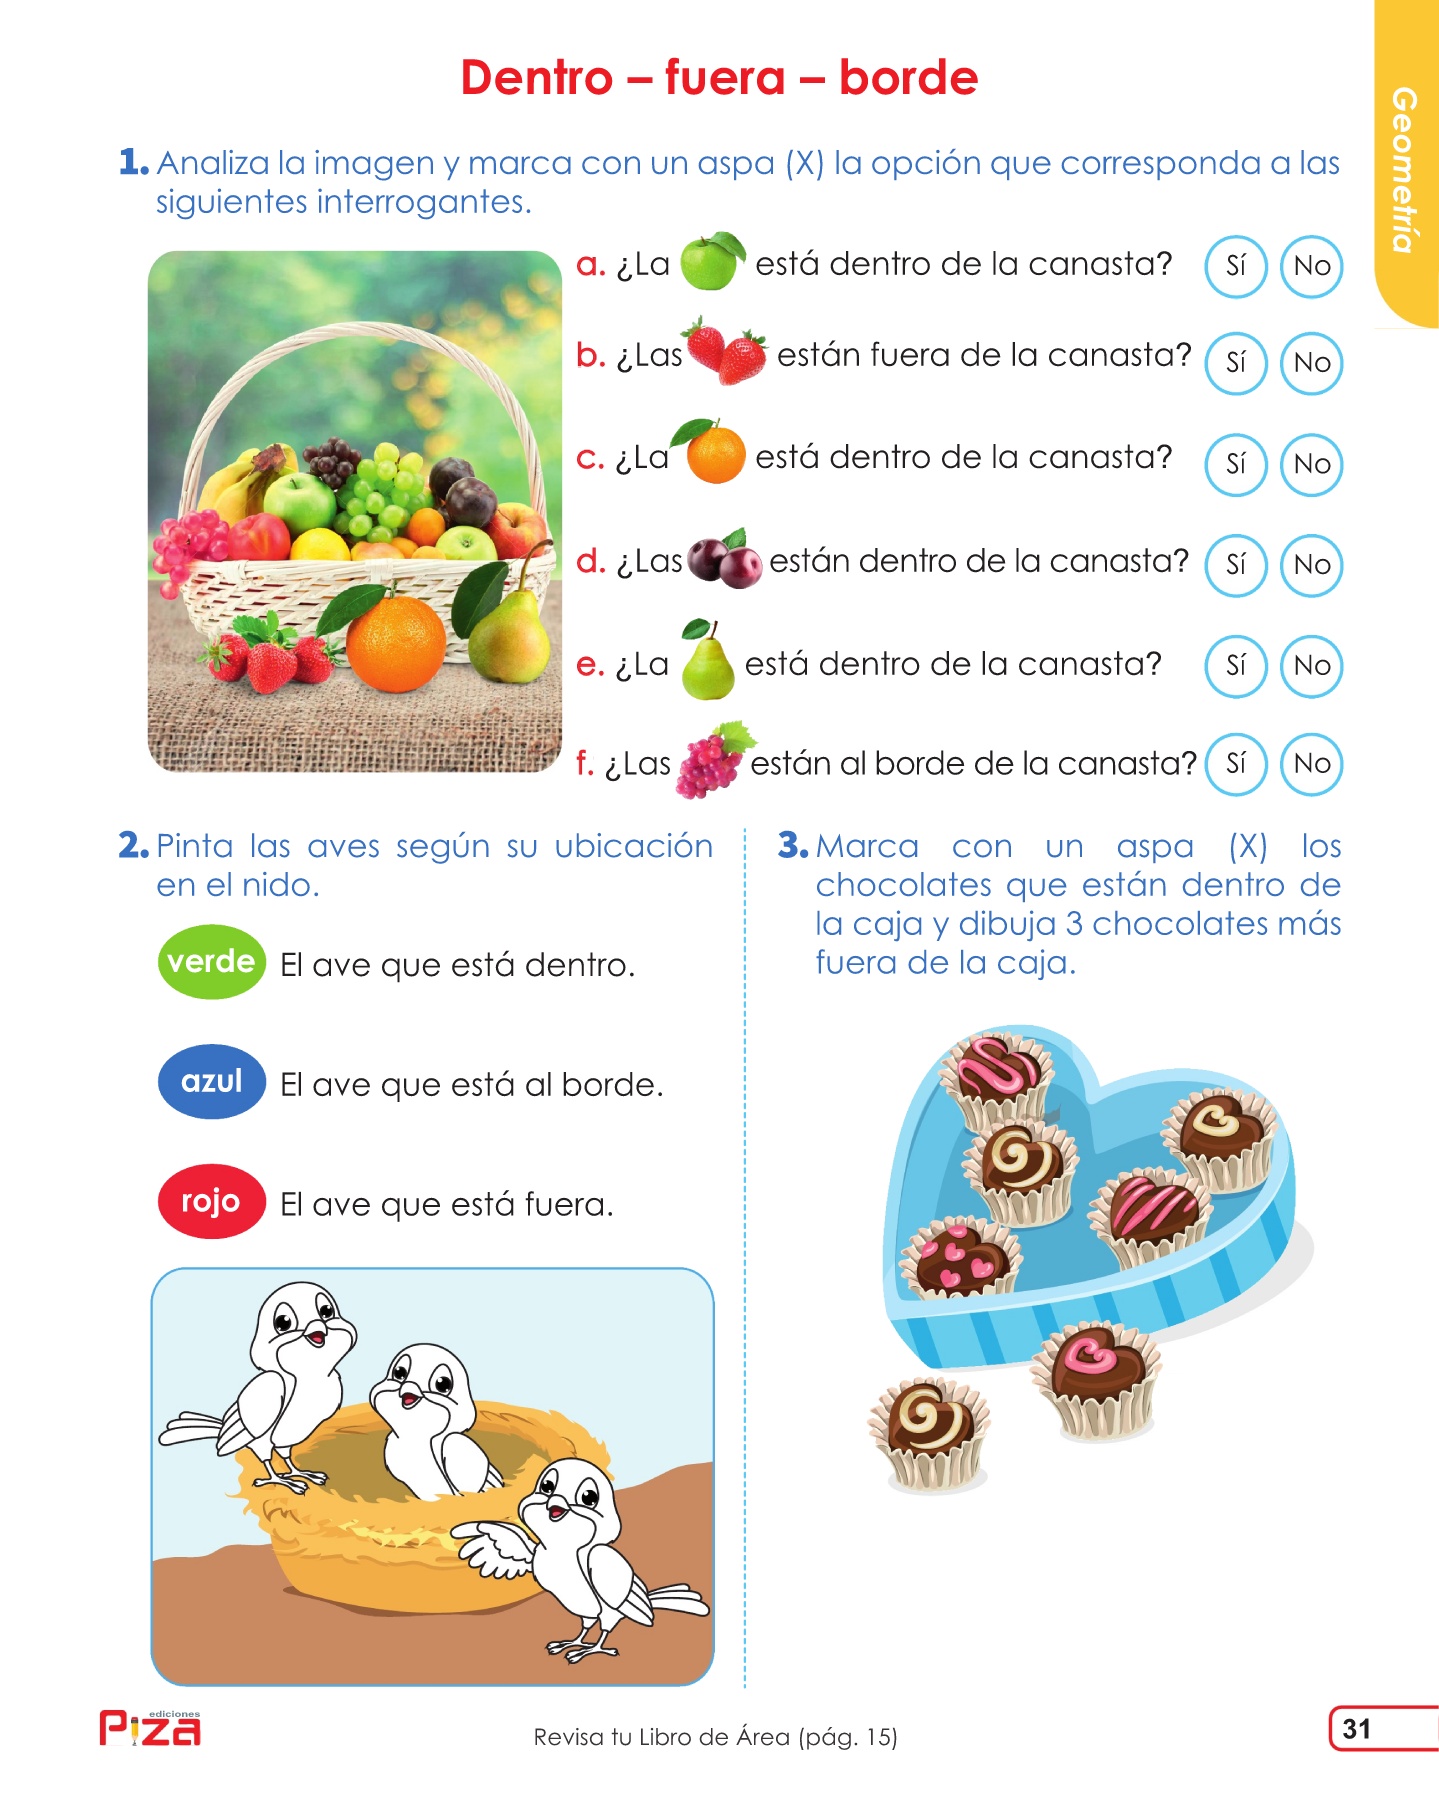 Dentro – fuera – borde
Geometría
1. Analiza la imagen y marca con un aspa (X) la opción que corresponda a las
siguientes interrogantes.
a. ¿La está dentro de la canasta? Sí No
b. ¿Las están fuera de la canasta? Sí No
c. ¿La está dentro de la canasta? Sí No
d. ¿Las están dentro de la canasta? Sí No
e. ¿La está dentro de la canasta? Sí No
f. ¿Las están al borde de la canasta? Sí No
2. Pinta las aves según su ubicación
en el nido.
verde El ave que está dentro.
azul El ave que está al borde.
rojo El ave que está fuera.
3. Marca con un aspa (X) los
chocolates que están dentro de
la caja y dibuja 3 chocolates más
fuera de la caja.
ediciones
Piza
Revisa tu Libro de Área (pág. 15)
31